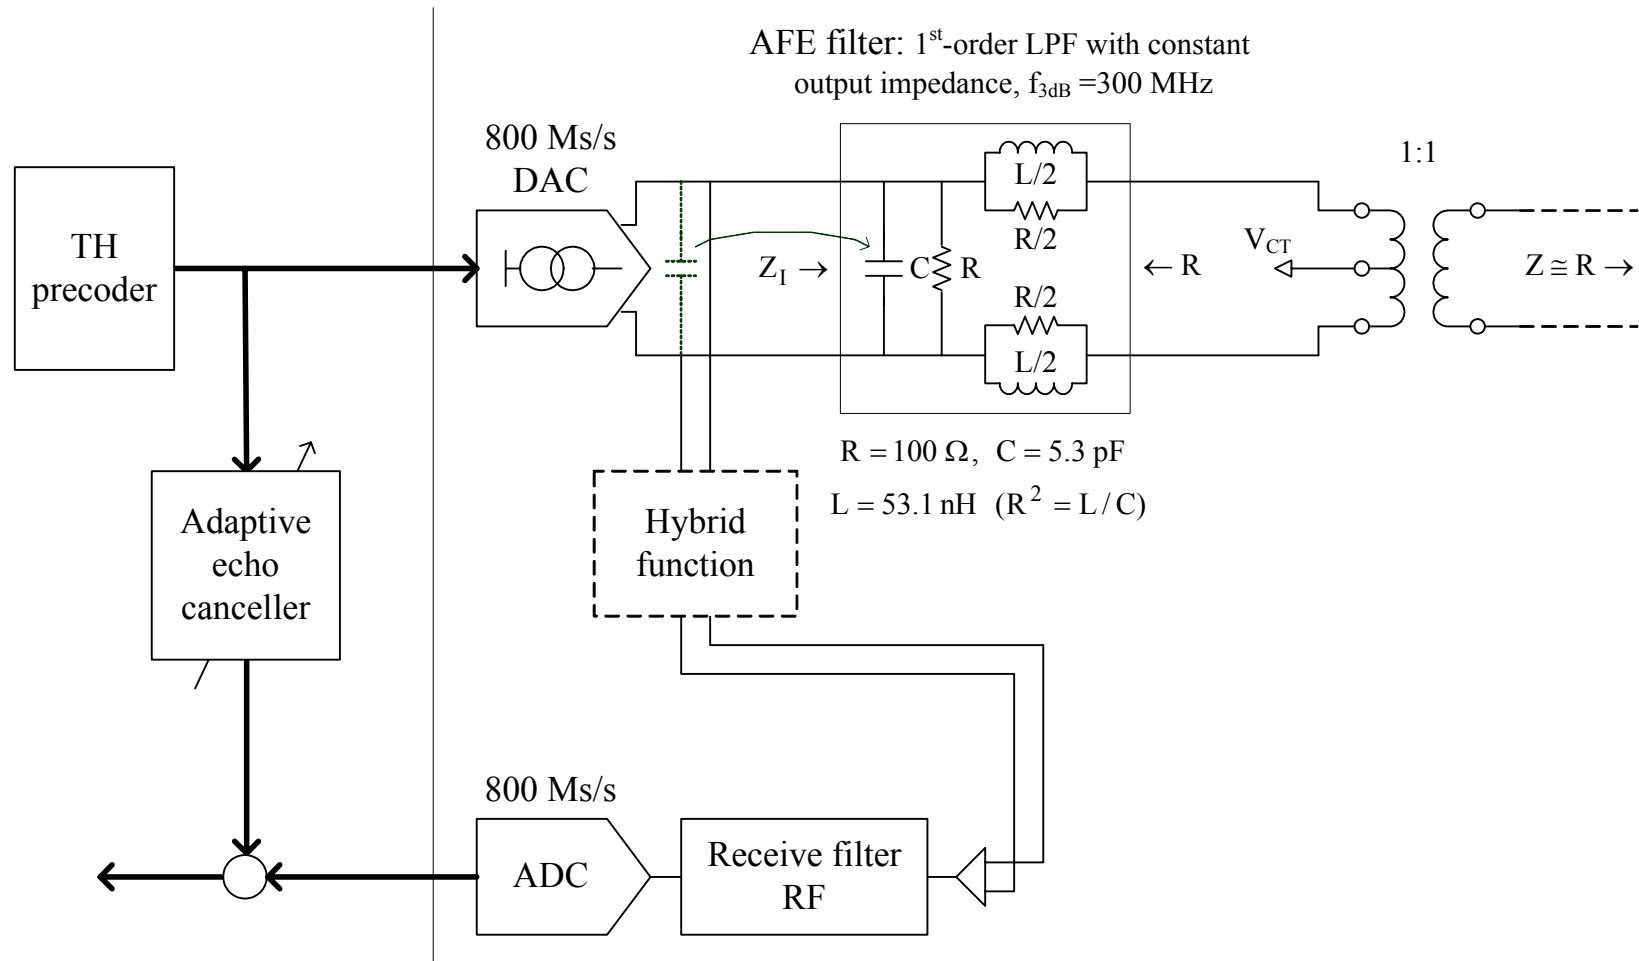 AFE filter: 1st-order LPF with constant
output impedance, f3dB =300 MHz
800 Ms/s
DAC
1:1
TH
precoder
L/2
R/2
VCT
ZI →
C
R
← R
Z ≅ R →
R/2
L/2
R = 100 Ω, C = 5.3 pF
L = 53.1 nH (R² = L / C)
Adaptive
echo
canceller
Hybrid
function
800 Ms/s
ADC
Receive filter
RF